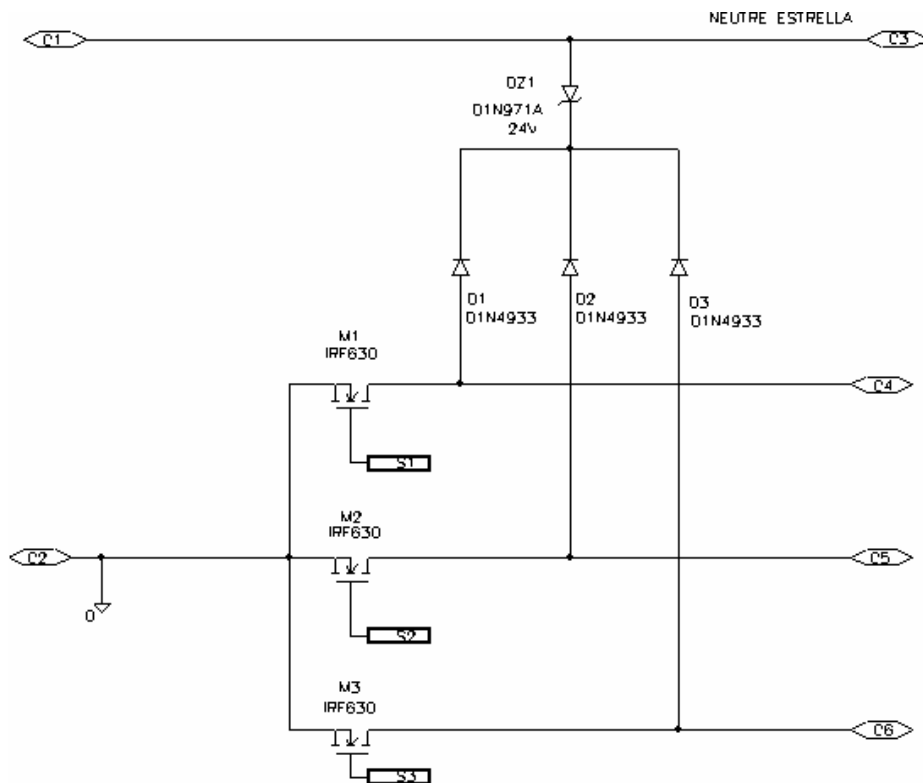 NEUTRE ESTRELLA
C1
C3
DZ1
D1N971A
24V
D1
D1N4933
D2
D1N4933
D3
D1N4933
M1
IRF630
C4
S1
M2
IRF630
C2
C5
0
S2
M3
IRF630
C6
S3